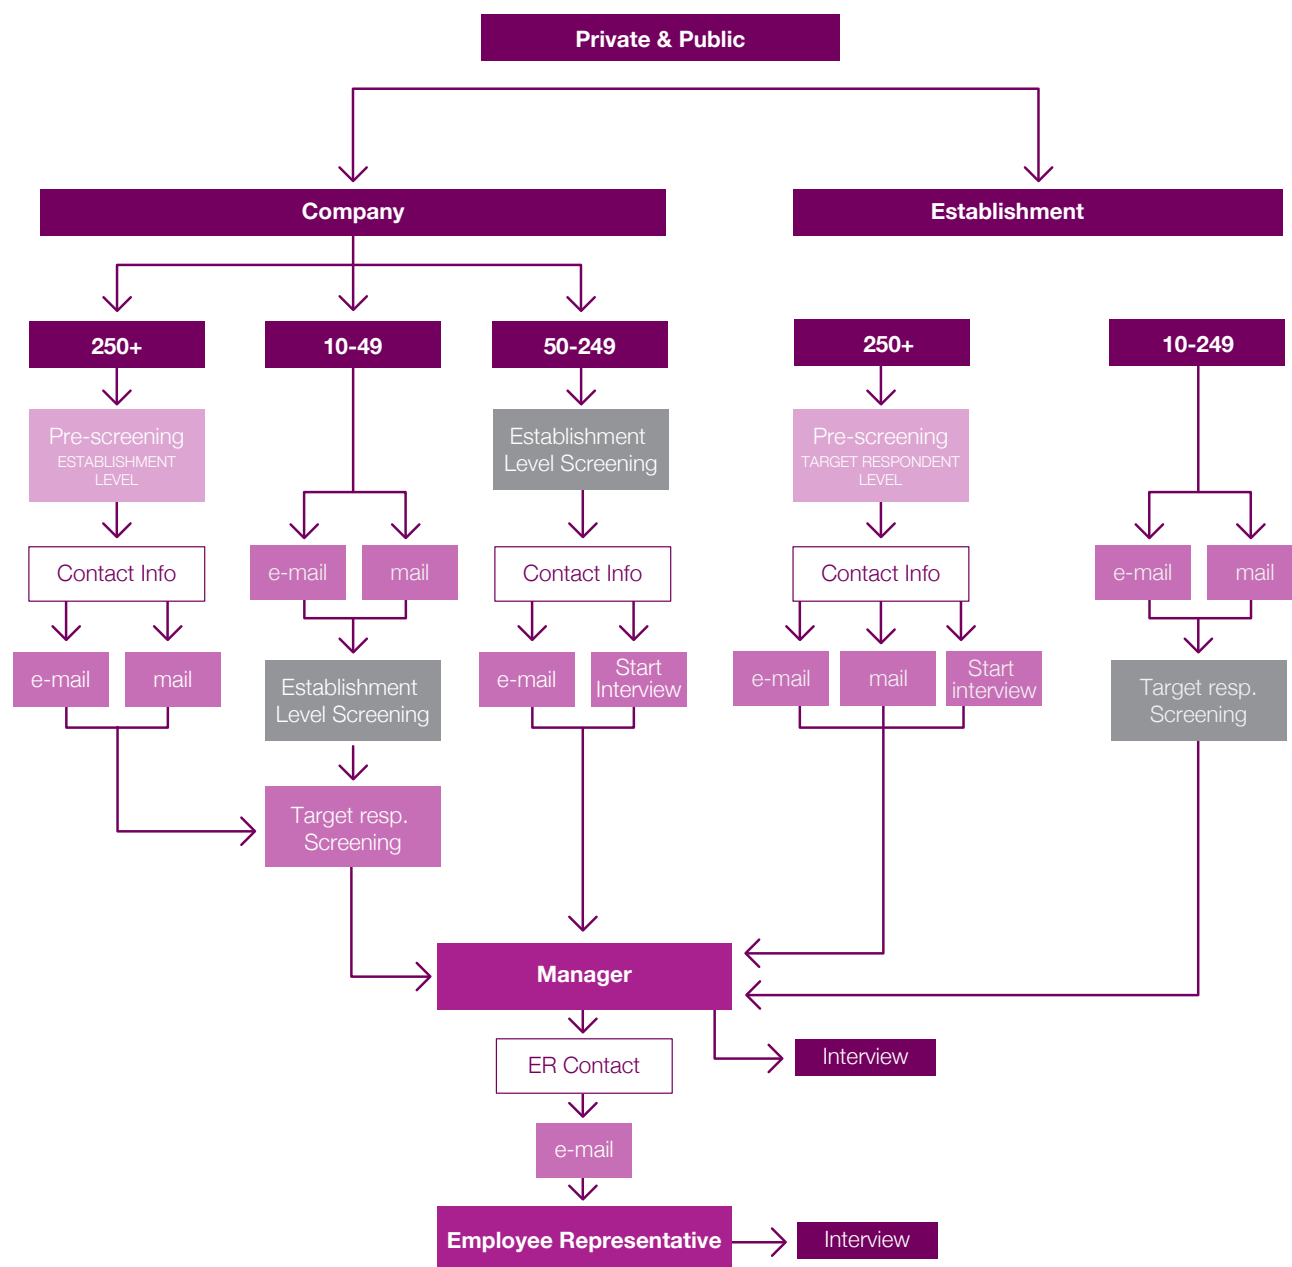 Private & Public
Company
Establishment
250+
10-49
50-249
250+
10-249
Pre-screening
ESTABLISHMENT
LEVEL
Establishment
Level Screening
Pre-screening
TARGET RESPONDENT
LEVEL
Contact Info
e-mail
mail
Contact Info
Contact Info
e-mail
mail
e-mail
mail
Establishment
Level Screening
e-mail
Start
Interview
e-mail
mail
Start
interview
Target resp.
Screening
Target resp.
Screening
Manager
ER Contact
Interview
e-mail
Employee Representative
Interview